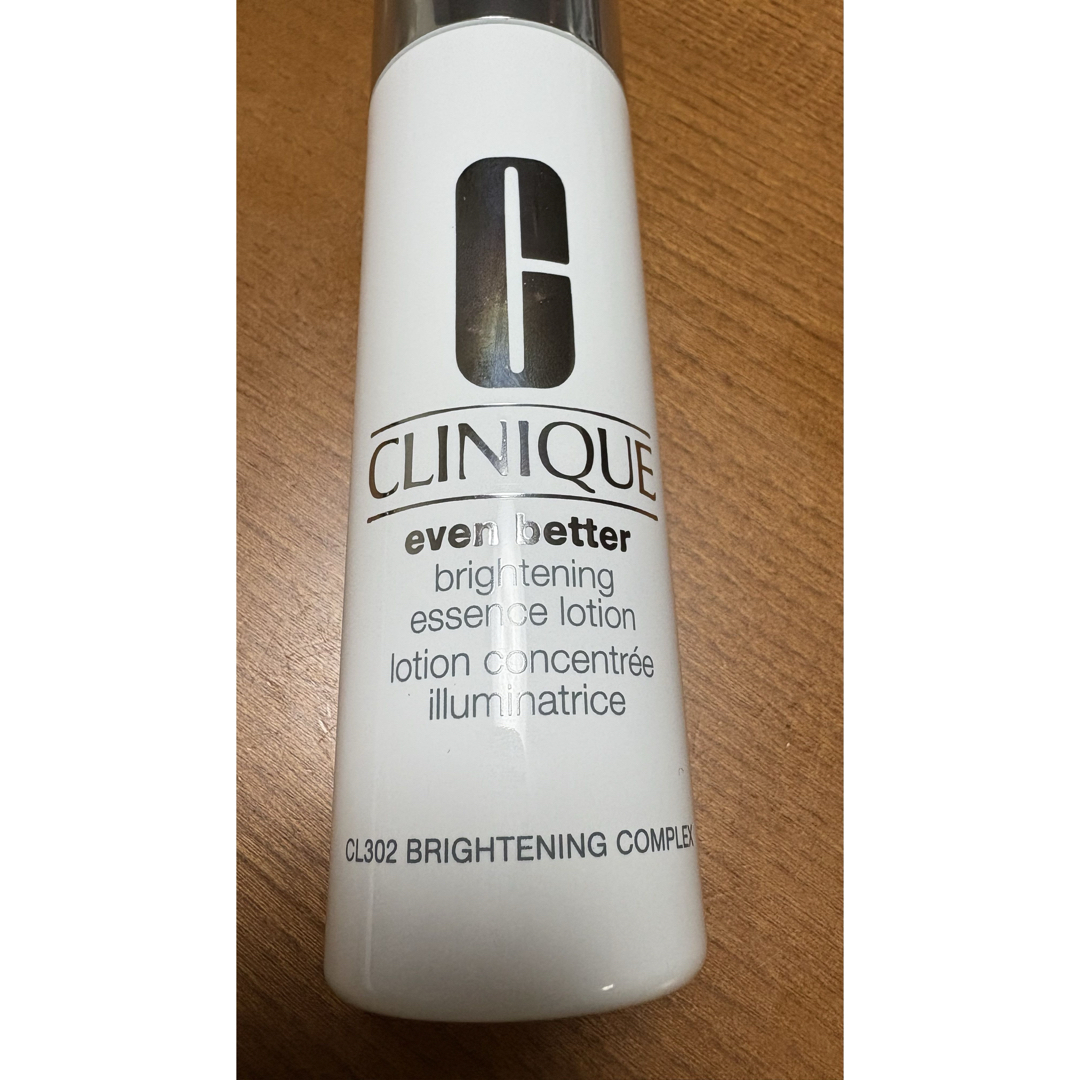 C
CLINIQUE
even better
brightening
essence lotion
lotion concentrée
illuminatrice
CL302 BRIGHTENING COMPLEX